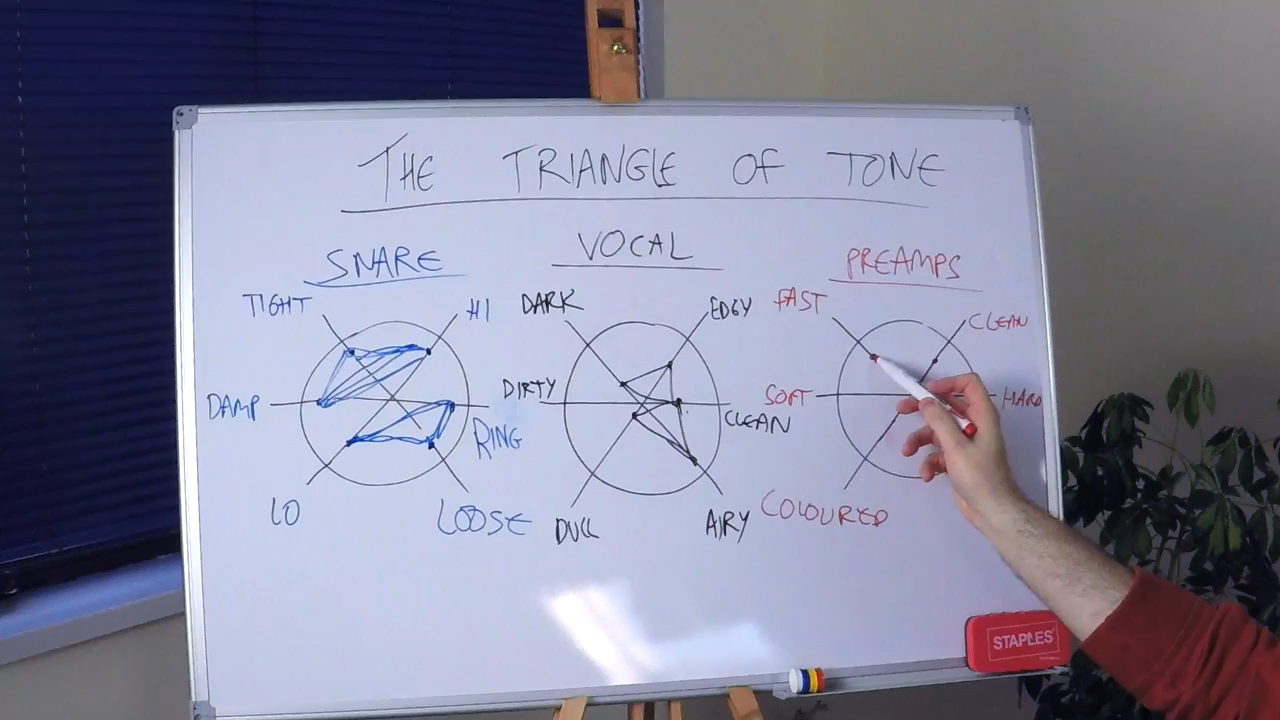 THE TRIANGLE OF TONE
SNARE
VOCAL
PREAMPS
TIGHT
HI
DARK
EDGY
FAST
CLEAN
DAMP
RING
DIRTY
CLEAN
SOFT
HARD
LO
LOOSE
DULL
AIRY
COLOURED
STAPLES